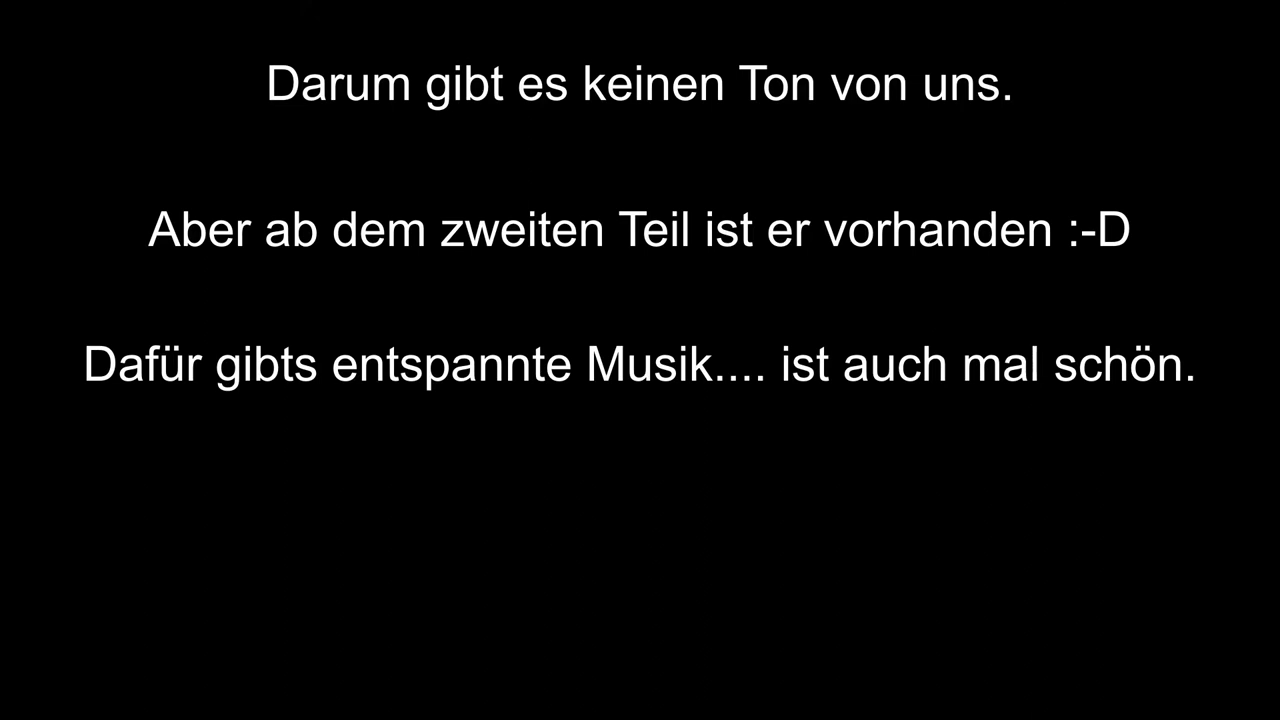 Darum gibt es keinen Ton von uns.
Aber ab dem zweiten Teil ist er vorhanden :-D
Dafür gibts entspannte Musik.... ist auch mal schön.